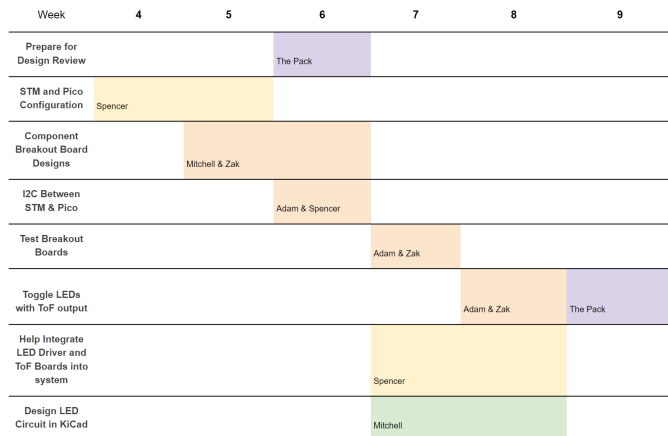 Week 4 5 6 7 8 9
Prepare for
Design Review
The Pack
STM and Pico
Configuration
Spencer
Component
Breakout Board
Designs
Mitchell & Zak
I2C Between
STM & Pico
Adam & Spencer
Test Breakout
Boards
Adam & Zak
Toggle LEDs
with ToF output
Adam & Zak
The Pack
Help Integrate
LED Driver and
ToF Boards into
system
Spencer
Design LED
Circuit in KiCad
Mitchell